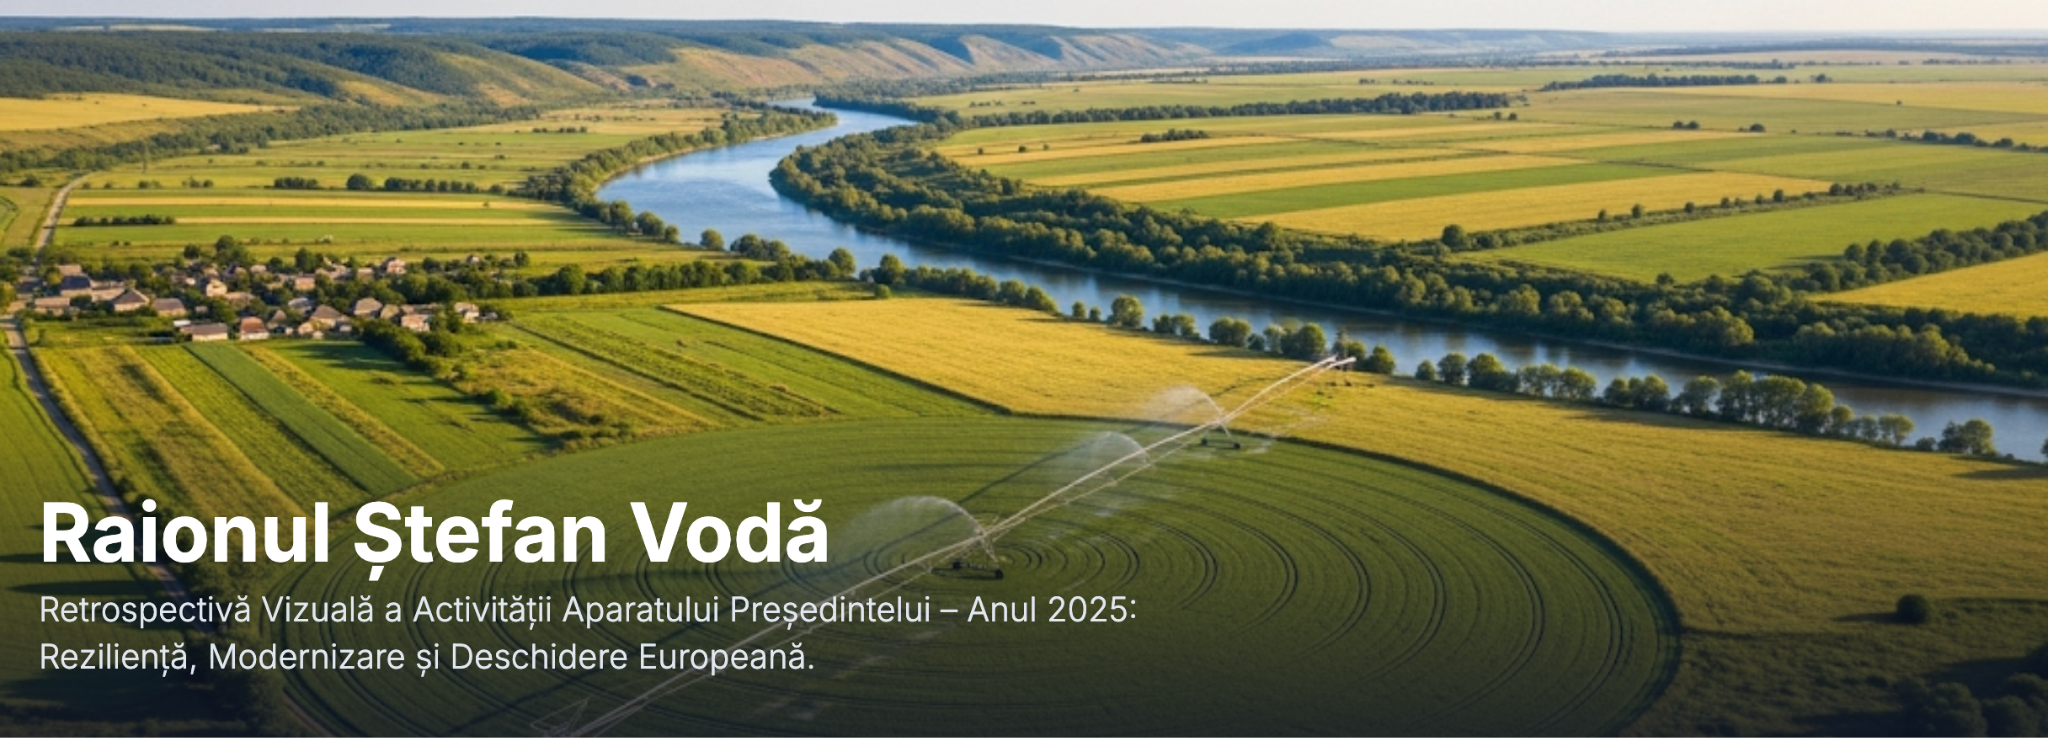 Raionul Ștefan Vodă
Retrospectivă Vizuală a Activității Aparatului Președintelui – Anul 2025:
Reziliență, Modernizare și Deschidere Europeană.